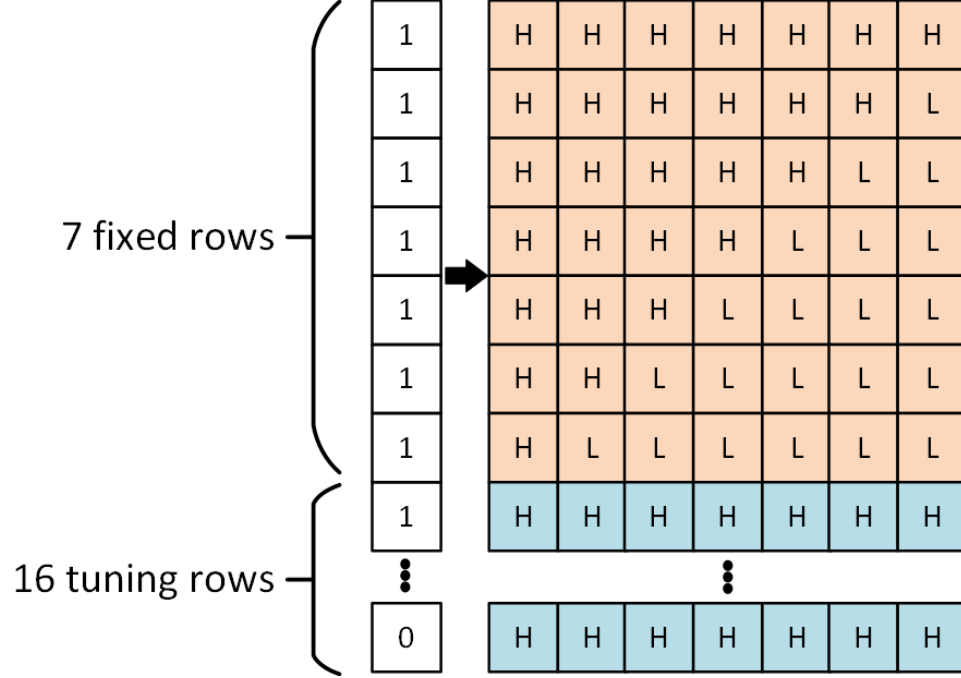 1 H H H H H H H
1 H H H H H H L
1 H H H H H L L
7 fixed rows 1 H H H H L L L
1 H H H L L L L
1 H H L L L L L
1 H L L L L L L
1 H H H H H H H
16 tuning rows
0 H H H H H H H